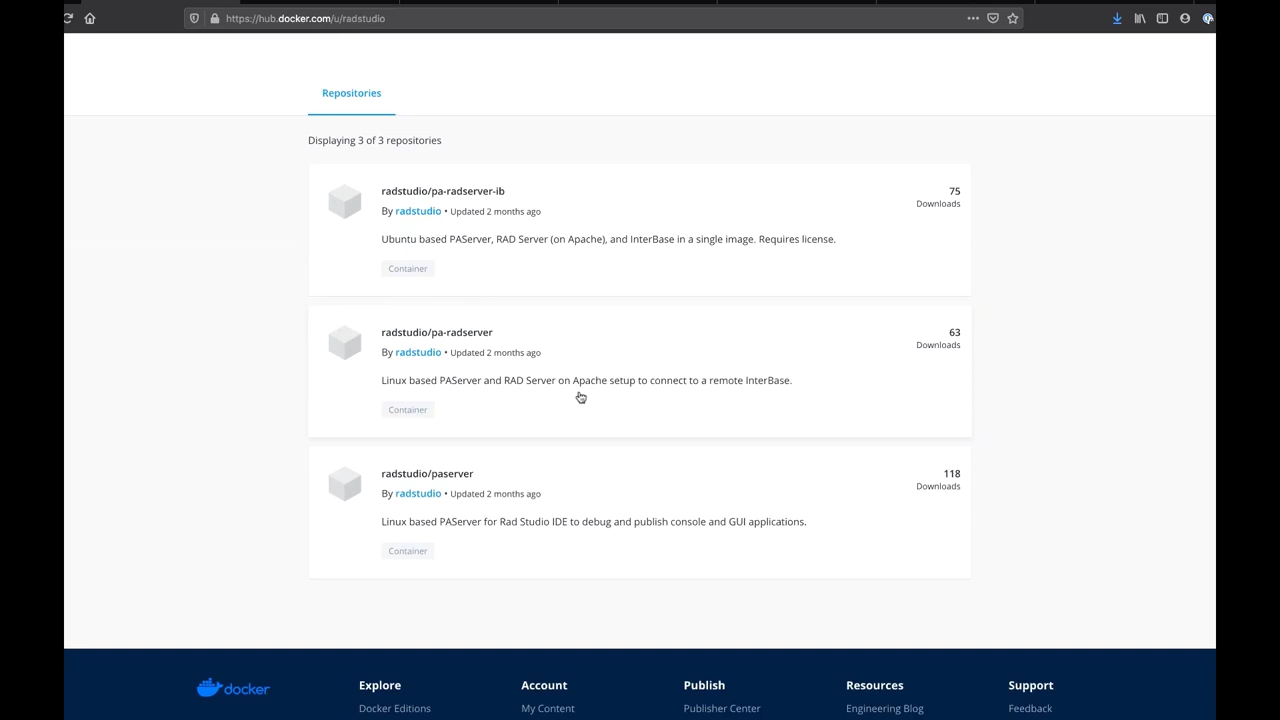 https://hub.docker.com/u/radstudio
Repositories
Displaying 3 of 3 repositories
radstudio/pa-radserver-ib
75
By radstudio • Updated 2 months ago
Downloads
Ubuntu based PAServer, RAD Server (on Apache), and InterBase in a single image. Requires license.
Container
radstudio/pa-radserver
63
By radstudio • Updated 2 months ago
Downloads
Linux based PAServer and RAD Server on Apache setup to connect to a remote InterBase.
Container
radstudio/paserver
118
By radstudio • Updated 2 months ago
Downloads
Linux based PAServer for Rad Studio IDE to debug and publish console and GUI applications.
Container
docker
Explore
Account
Publish
Resources
Support
Docker Editions
My Content
Publisher Center
Engineering Blog
Feedback